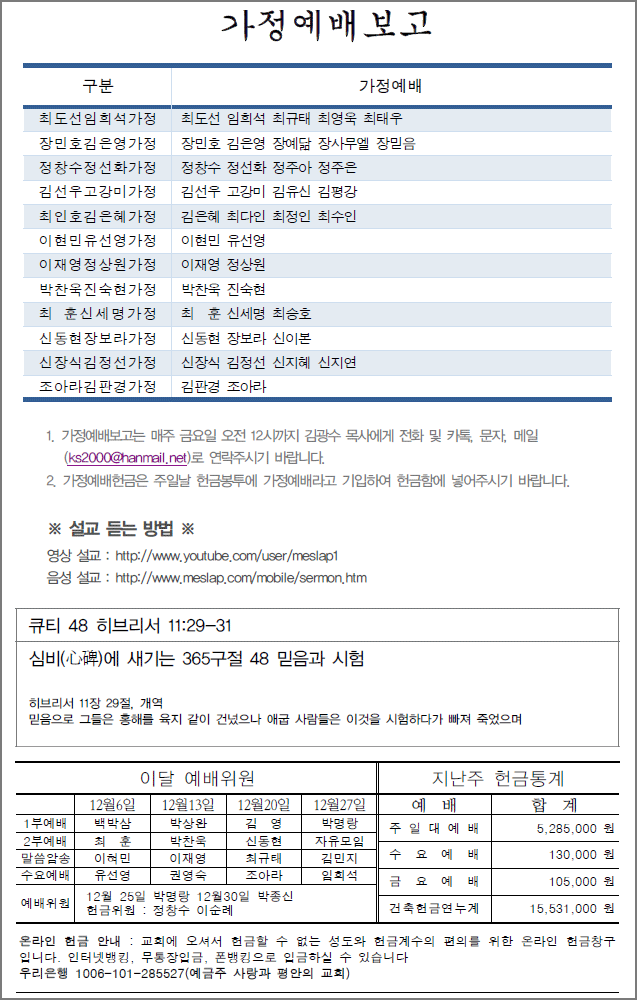 가정예배보고
구분 가정예배
최도선임희석가정 최도선 임희석 최규태 최영욱 최태우
장민호김은영가정 장민호 김은영 장예닮 장사무엘 장믿음
정창수정선화가정 정창수 정선화 정주아 정주은
김선우고강미가정 김선우 고강미 김유신 김평강
최인호김은혜가정 김은혜 최다인 최정인 최수인
이현민유선영가정 이현민 유선영
이재영정상원가정 이재영 정상원
박찬욱진숙현가정 박찬욱 진숙현
최 훈신세명가정 최 훈 신세명 최승호
신동현장보라가정 신동현 장보라 신이본
신장식김정선가정 신장식 김정선 신지혜 신지연
조아라김판경가정 김판경 조아라
1. 가정예배보고는 매주 금요일 오전 12시까지 김광수 목사에게 전화 및 카톡, 문자, 메일
(ks2000@hanmail.net)로 연락주시기 바랍니다.
2. 가정예배헌금은 주일날 헌금봉투에 가정예배라고 기입하여 헌금함에 넣어주시기 바랍니다.
※ 설교 듣는 방법 ※
영상 설교 : http://www.youtube.com/user/meslap1
음성 설교 : http://www.meslap.com/mobile/sermon.htm
큐티 48 히브리서 11:29-31
심비(心碑)에 새기는 365구절 48 믿음과 시험
히브리서 11장 29절, 개역
믿음으로 그들은 홍해를 육지 같이 건넜으나 애굽 사람들은 이것을 시험하다가 빠져 죽었으며
이달 예배위원
12월6일 12월13일 12월20일 12월27일
1부예배 백박삼 박상완 김 영 박명랑
2부예배 최 훈 박찬욱 신동현 자유모임
말씀암송 이혁민 이재영 최규태 김민지
수요예배 유선영 권영숙 조아라 임희석
예배위원 12월 25일 박명랑 12월30일 박종신
헌금위원 : 정창수 이순례
지난주 헌금통계
예 배 합 계
주 일 대 예 배 5,285,000 원
수 요 예 배 130,000 원
금 요 예 배 105,000 원
건축헌금연누계 15,531,000 원
온라인 헌금 안내 : 교회에 오셔서 헌금할 수 없는 성도와 헌금계수의 편의를 위한 온라인 헌금창구
입니다. 인터넷뱅킹, 무통장입금, 폰뱅킹으로 입금하실 수 있습니다
우리은행 1006-101-285527(예금주 사랑과 평안의 교회)